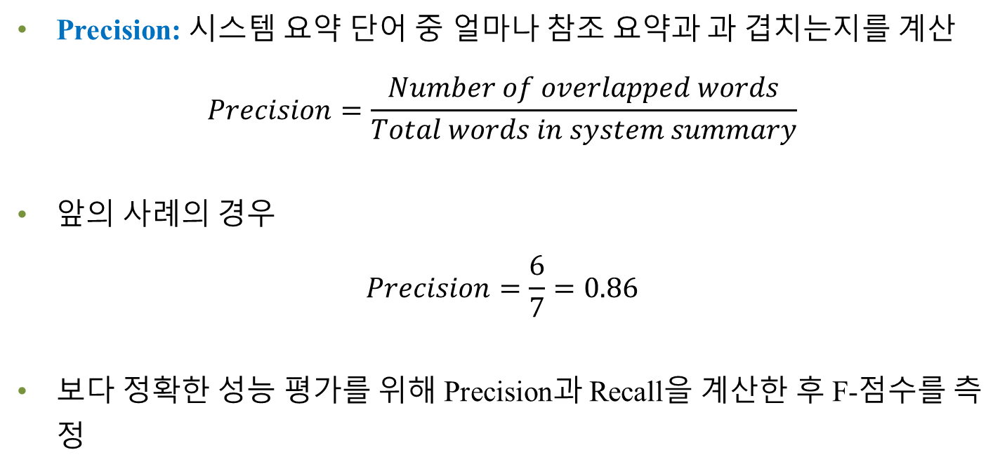 • Precision: 시스템 요약 단어 중 얼마나 참조 요약과 과 겹치는지를 계산
Precision = Number of overlapped words / Total words in system summary
• 앞의 사례의 경우
Precision = 6/7 = 0.86
• 보다 정확한 성능 평가를 위해 Precision과 Recall을 계산한 후 F-점수를 측
정